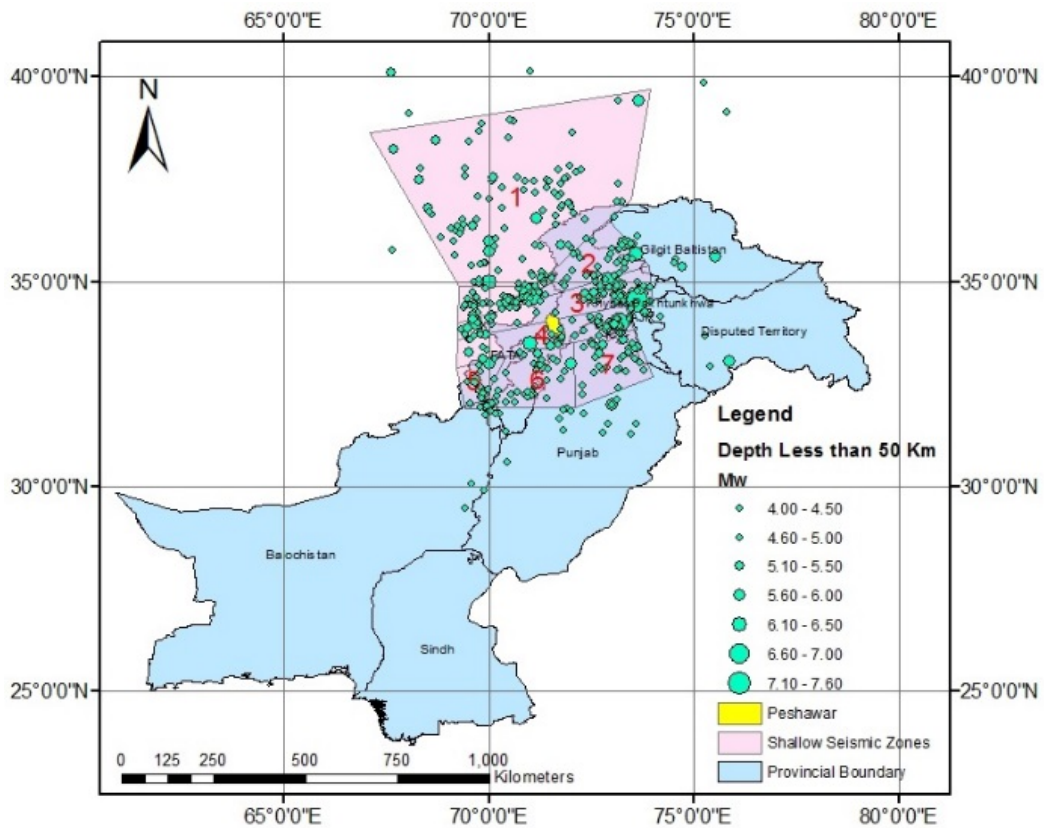 65°0'0"E 70°0'0"E 75°0'0"E 80°0'0"E
40°0'0"N 40°0'0"N
N
1
Gilgit Baltistan
2
35°0'0"N 35°0'0"N
3
Disputed Territory
4
FATA
7
5 6
Legend
Depth Less than 50 Km
Punjab
Mw
30°0'0"N 30°0'0"N
4.00 - 4.50
4.60 - 5.00
Balochistan
5.10 - 5.50
5.60 - 6.00
6.10 - 6.50
Sindh
6.60 - 7.00
7.10 - 7.60
25°0'0"N 25°0'0"N
Peshawar
Shallow Seismic Zones
Provincial Boundary
0 125 250 500 750 1,000
Kilometers
65°0'0"E 70°0'0"E 75°0'0"E 80°0'0"E